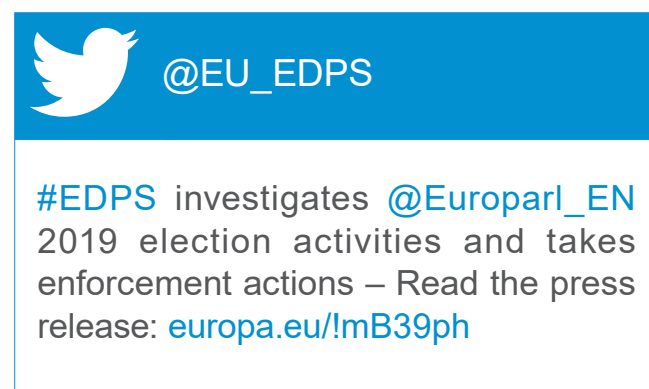 @EU_EDPS
#EDPS investigates @Europarl_EN
2019 election activities and takes
enforcement actions – Read the press
release: europa.eu/!mB39ph